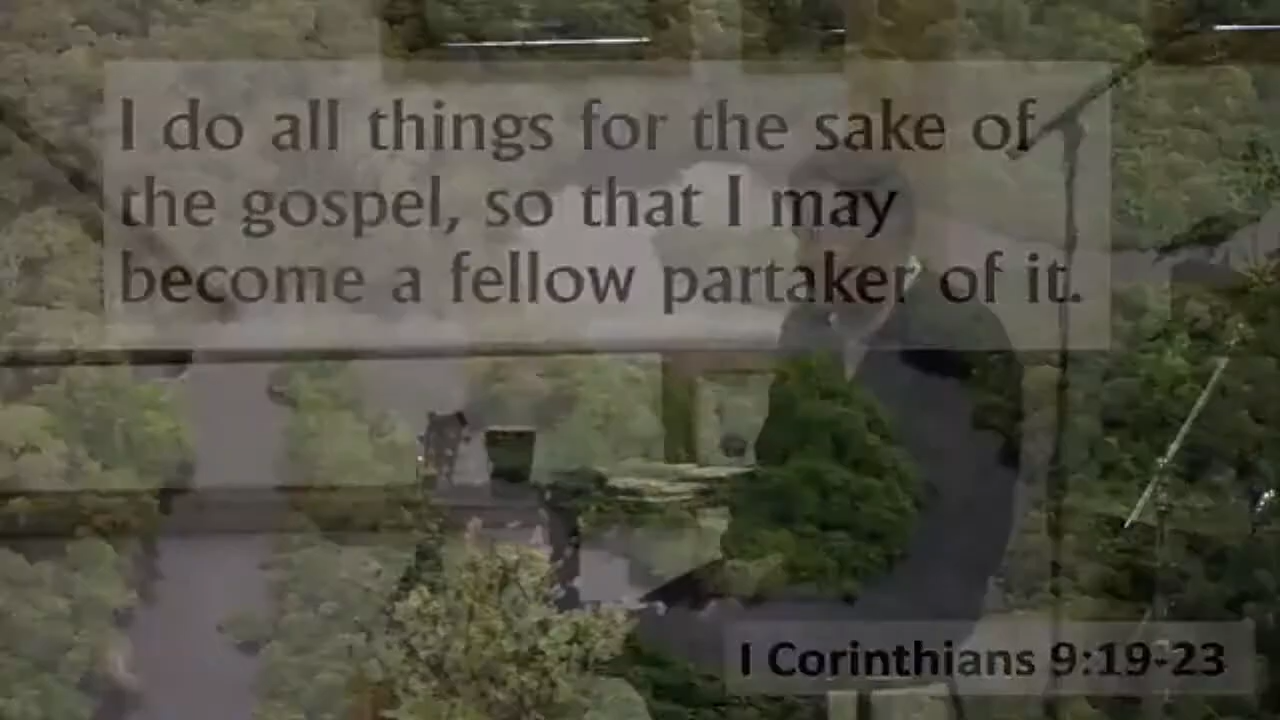 I do all things for the sake of
the gospel, so that I may
become a fellow partaker of it.
I Corinthians 9:19-23